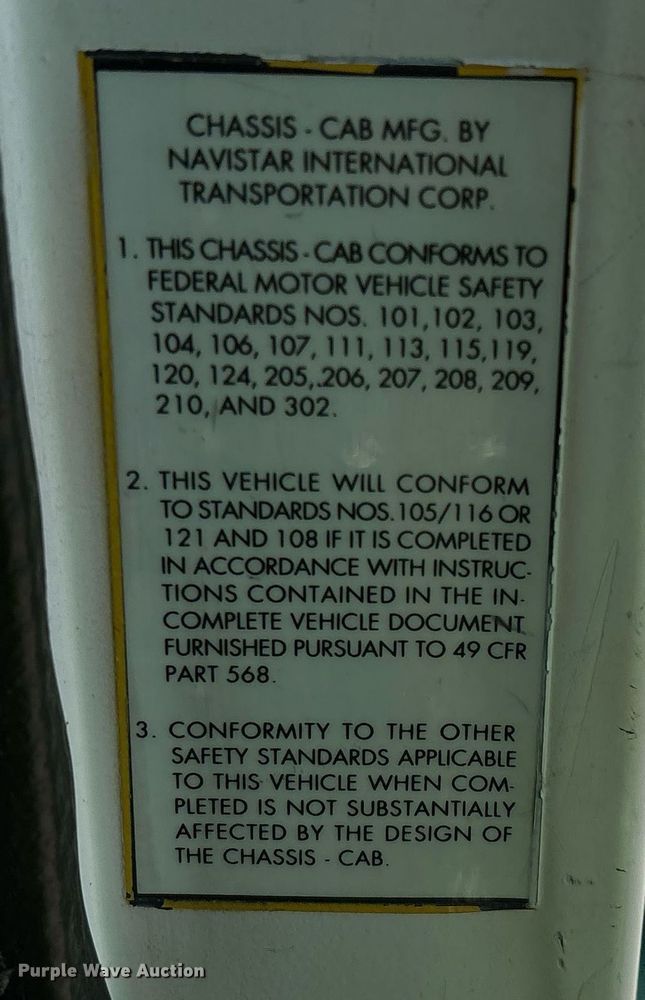 CHASSIS - CAB MFG. BY
NAVISTAR INTERNATIONAL
TRANSPORTATION CORP.
1. THIS CHASSIS - CAB CONFORMS TO
FEDERAL MOTOR VEHICLE SAFETY
STANDARDS NOS. 101,102, 103,
104, 106, 107, 111, 113, 115,119,
120, 124, 205,.206, 207, 208, 209,
210, AND 302.
2. THIS VEHICLE WILL CONFORM
TO STANDARDS NOS.105/116 OR
121 AND 108 IF IT IS COMPLETED
IN ACCORDANCE WITH INSTRUC-
TIONS CONTAINED IN THE IN-
COMPLETE VEHICLE DOCUMENT
FURNISHED PURSUANT TO 49 CFR
PART 568.
3. CONFORMITY TO THE OTHER
SAFETY STANDARDS APPLICABLE
TO THIS VEHICLE WHEN COM-
PLETED IS NOT SUBSTANTIALLY
AFFECTED BY THE DESIGN OF
THE CHASSIS - CAB.
Purple Wave Auction